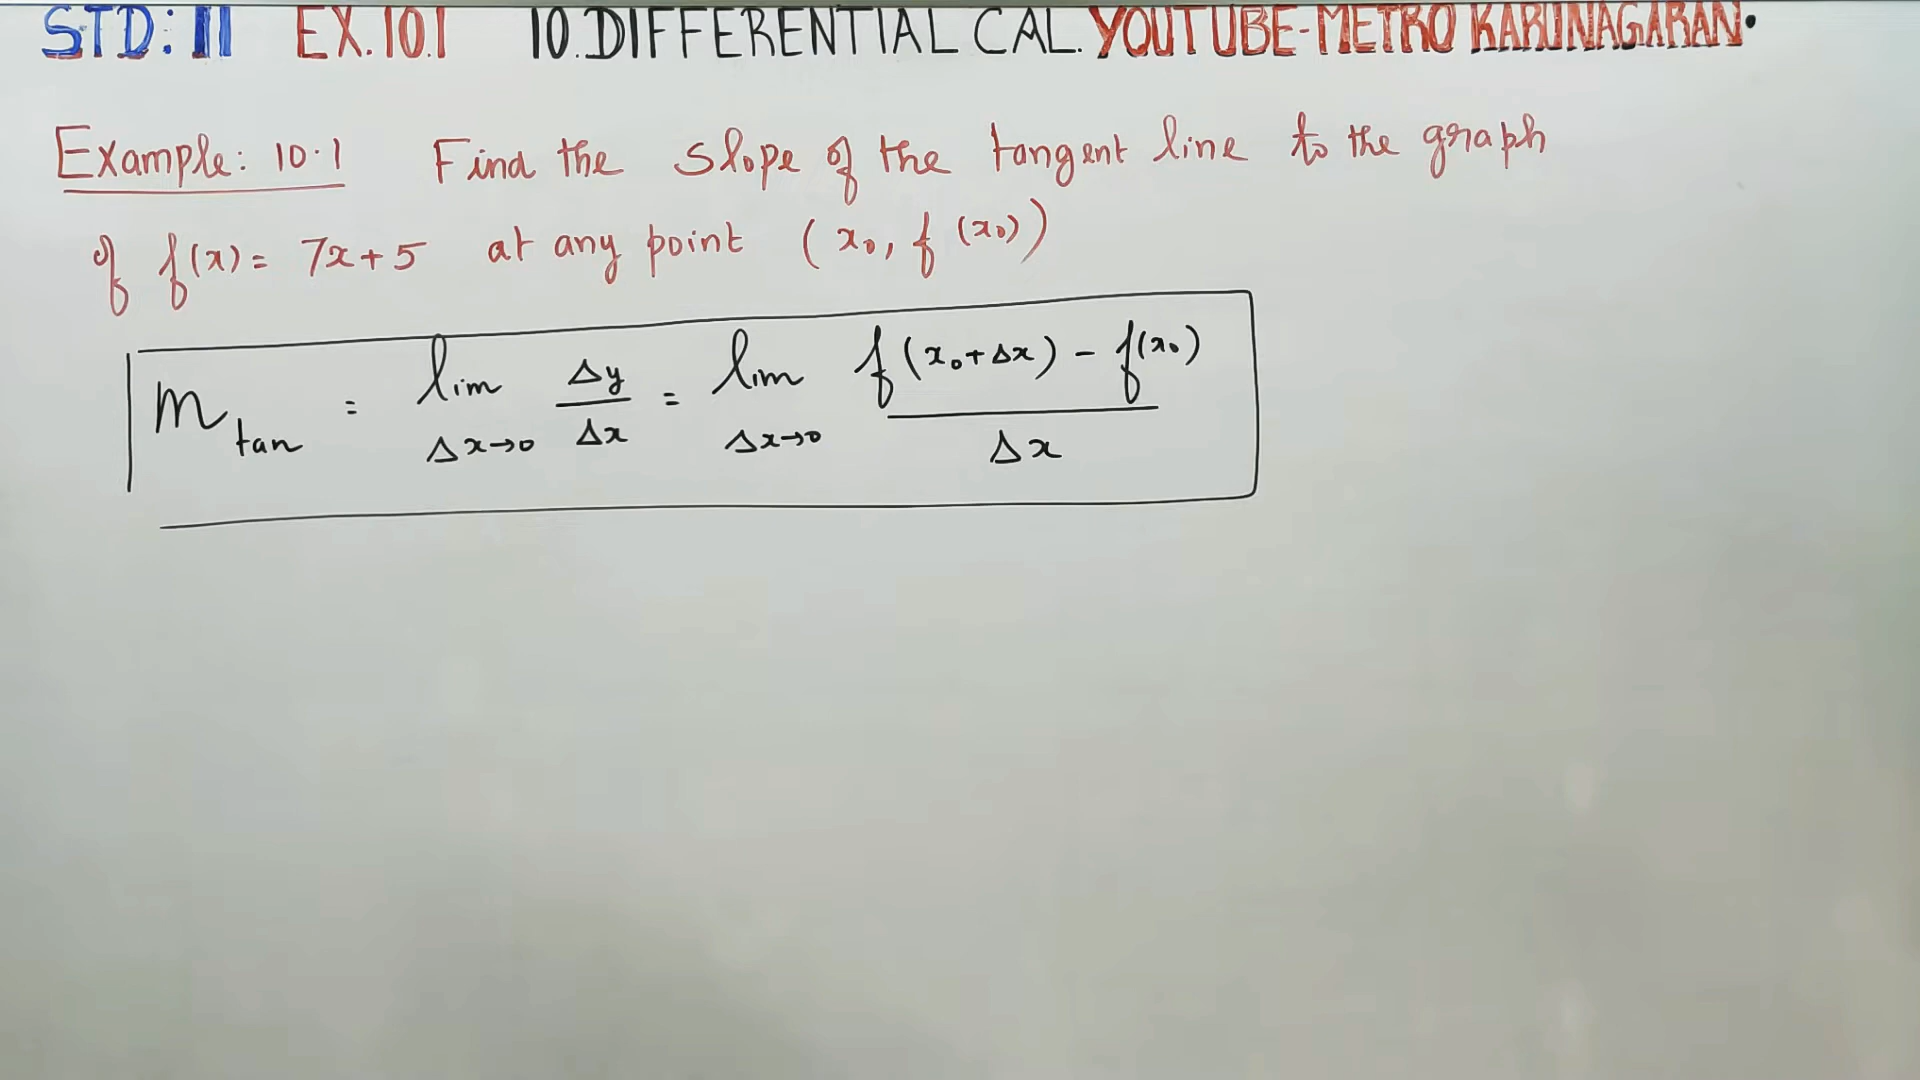 STD: 11 EX.10.1 10.DIFFERENTIAL CAL. YOUTUBE-METRO KARUNAGARAN.
Example: 10.1 Find the slope of the tangent line to the graph
of f(x) = 7x+5 at any point (x₀, f(x₀))
m_tan = lim Δx→0 Δy/Δx = lim Δx→0 f(x₀+Δx) - f(x₀) / Δx